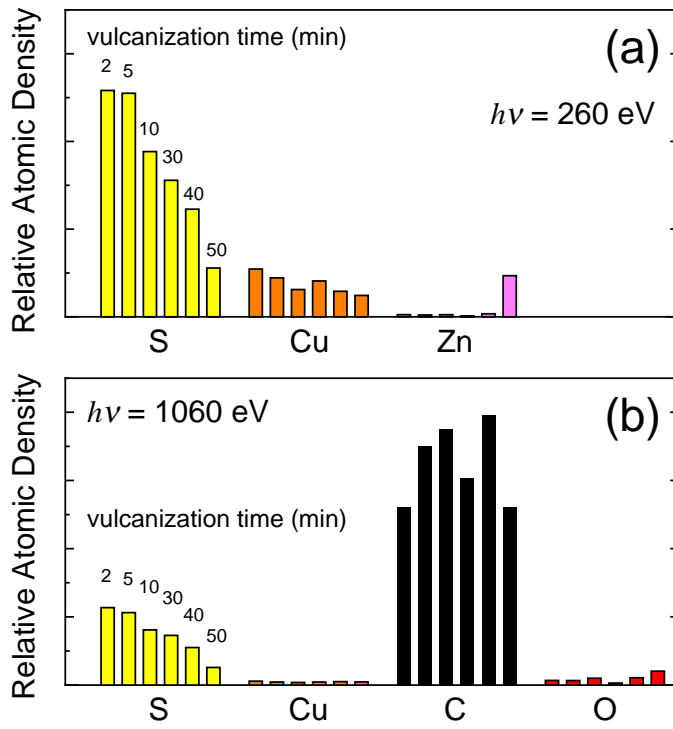 Relative Atomic Density
vulcanization time (min)
(a)
2
5
10
30
40
50
hν = 260 eV
S
Cu
Zn
Relative Atomic Density
hν = 1060 eV
(b)
vulcanization time (min)
2
5
10
30
40
50
S
Cu
C
O